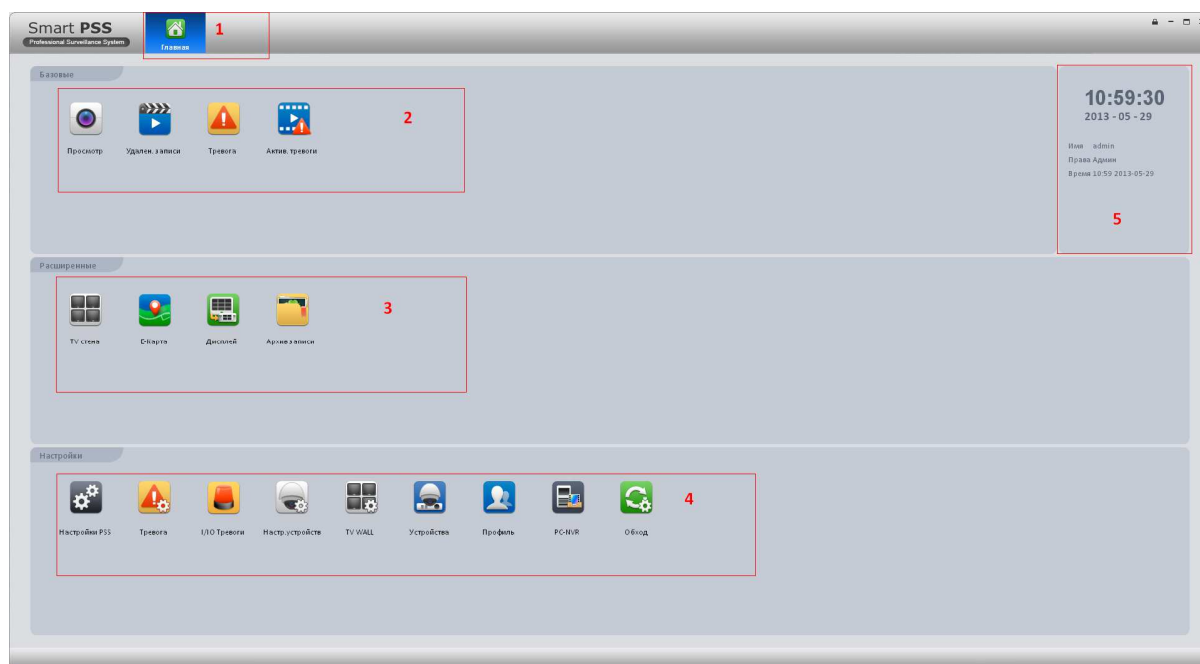 Smart PSS
Professional Surveillance System
Главная
1
Базовые
2
Просмотр
Удален. записи
Тревога
Актив. тревоги
10:59:30
2013 - 05 - 29
Имя admin
Права Админ
Время 10:59 2013-05-29
5
Расширенные
3
TV стена
Е-Карта
Дисплей
Архив записи
Настройки
4
Настройки PSS
Тревога
I/O Тревоги
Настр.устройств
TV WALL
Устройства
Профиль
PC-NVR
Обход